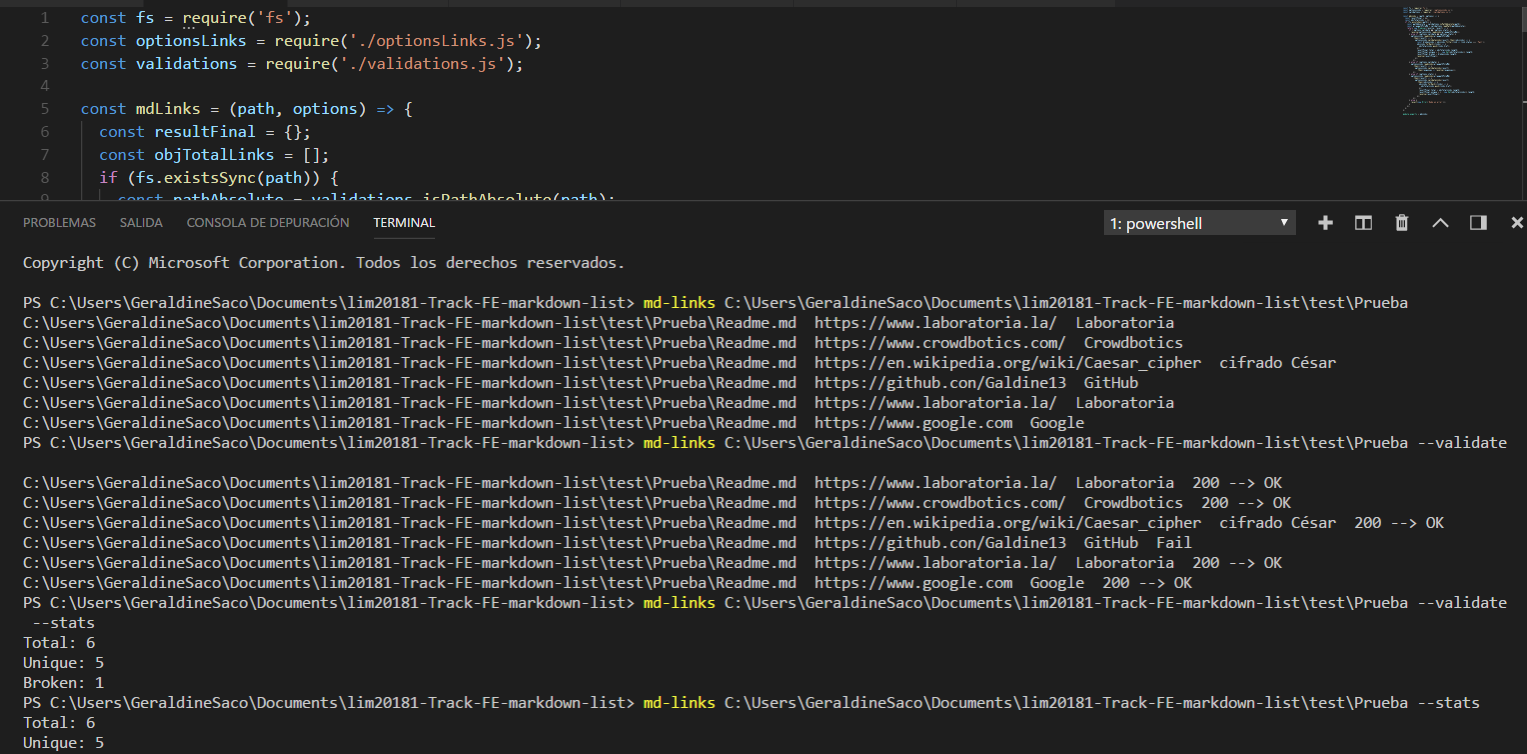 1 const fs = require('fs');
2 const optionsLinks = require('./optionsLinks.js');
3 const validations = require('./validations.js');
4
5 const mdLinks = (path, options) => {
6 const resultFinal = {};
7 const objTotalLinks = [];
8 if (fs.existsSync(path)) {
9 const pathAbsolute = validations.isPathAbsolute(path);
PROBLEMAS SALIDA CONSOLA DE DEPURACIÓN TERMINAL 1: powershell
Copyright (C) Microsoft Corporation. Todos los derechos reservados.
PS C:\Users\GeraldineSaco\Documents\lim20181-Track-FE-markdown-list> md-links C:\Users\GeraldineSaco\Documents\lim20181-Track-FE-markdown-list\test\Prueba
C:\Users\GeraldineSaco\Documents\lim20181-Track-FE-markdown-list\test\Prueba\Readme.md https://www.laboratoria.la/ Laboratoria
C:\Users\GeraldineSaco\Documents\lim20181-Track-FE-markdown-list\test\Prueba\Readme.md https://www.crowdbotics.com/ Crowdbotics
C:\Users\GeraldineSaco\Documents\lim20181-Track-FE-markdown-list\test\Prueba\Readme.md https://en.wikipedia.org/wiki/Caesar_cipher cifrado César
C:\Users\GeraldineSaco\Documents\lim20181-Track-FE-markdown-list\test\Prueba\Readme.md https://github.con/Galdine13 GitHub
C:\Users\GeraldineSaco\Documents\lim20181-Track-FE-markdown-list\test\Prueba\Readme.md https://www.laboratoria.la/ Laboratoria
C:\Users\GeraldineSaco\Documents\lim20181-Track-FE-markdown-list\test\Prueba\Readme.md https://www.google.com Google
PS C:\Users\GeraldineSaco\Documents\lim20181-Track-FE-markdown-list> md-links C:\Users\GeraldineSaco\Documents\lim20181-Track-FE-markdown-list\test\Prueba --validate
C:\Users\GeraldineSaco\Documents\lim20181-Track-FE-markdown-list\test\Prueba\Readme.md https://www.laboratoria.la/ Laboratoria 200 --> OK
C:\Users\GeraldineSaco\Documents\lim20181-Track-FE-markdown-list\test\Prueba\Readme.md https://www.crowdbotics.com/ Crowdbotics 200 --> OK
C:\Users\GeraldineSaco\Documents\lim20181-Track-FE-markdown-list\test\Prueba\Readme.md https://en.wikipedia.org/wiki/Caesar_cipher cifrado César 200 --> OK
C:\Users\GeraldineSaco\Documents\lim20181-Track-FE-markdown-list\test\Prueba\Readme.md https://github.con/Galdine13 GitHub Fail
C:\Users\GeraldineSaco\Documents\lim20181-Track-FE-markdown-list\test\Prueba\Readme.md https://www.laboratoria.la/ Laboratoria 200 --> OK
C:\Users\GeraldineSaco\Documents\lim20181-Track-FE-markdown-list\test\Prueba\Readme.md https://www.google.com Google 200 --> OK
PS C:\Users\GeraldineSaco\Documents\lim20181-Track-FE-markdown-list> md-links C:\Users\GeraldineSaco\Documents\lim20181-Track-FE-markdown-list\test\Prueba --validate
--stats
Total: 6
Unique: 5
Broken: 1
PS C:\Users\GeraldineSaco\Documents\lim20181-Track-FE-markdown-list> md-links C:\Users\GeraldineSaco\Documents\lim20181-Track-FE-markdown-list\test\Prueba --stats
Total: 6
Unique: 5